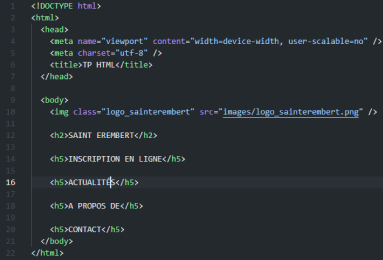 1 <!DOCTYPE html>
2 <html>
3 <head>
4 <meta name="viewport" content="width=device-width, user-scalable=no" />
5 <meta charset="utf-8" />
6 <title>TP HTML</title>
7 </head>
8
9 <body>
10 <img class="logo_sainterembert" src="images/logo_sainterembert.png" />
11
12 <h2>SAINT EREMBERT</h2>
13
14 <h5>INSCRIPTION EN LIGNE</h5>
15
16 <h5>ACTUALITÉS</h5>
17
18 <h5>A PROPOS DE</h5>
19
20 <h5>CONTACT</h5>
21 </body>
22 </html>